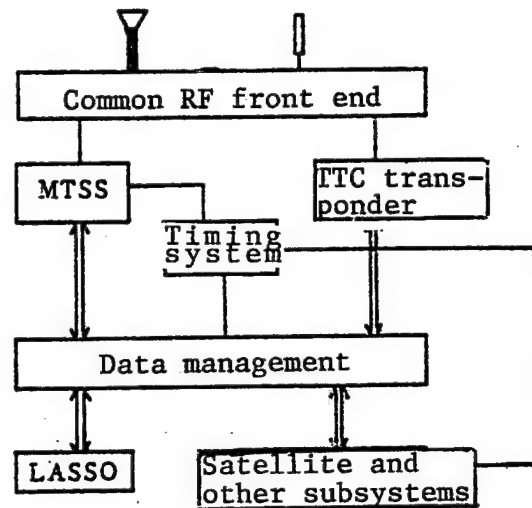 Common RF front end
MTSS
TTC trans-
ponder
Timing
system
Data management
LASSO
Satellite and
other subsystems